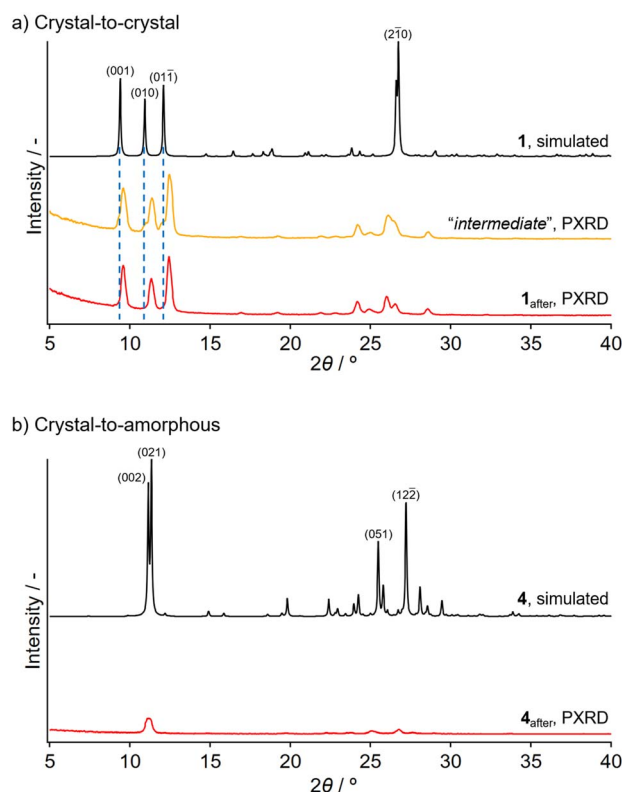 a) Crystal-to-crystal
(001)
(010)
(011̅)
(21̅0)
1, simulated
"intermediate", PXRD
1after, PXRD
Intensity / -
5 10 15 20 25 30 35 40
2θ / º
b) Crystal-to-amorphous
(021)
(002)
(051)
(122̅)
4, simulated
4after, PXRD
Intensity / -
5 10 15 20 25 30 35 40
2θ / º